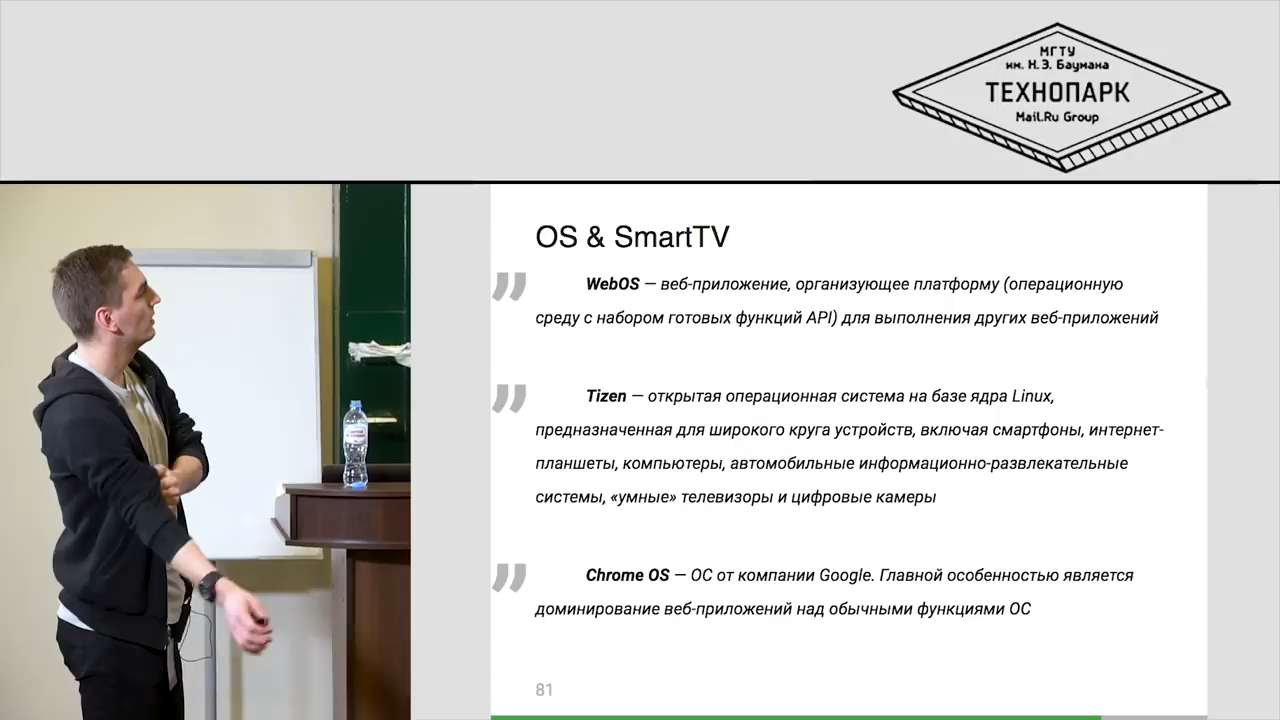 МГТУ
им. Н.Э. Баумана
ТЕХНОПАРК
Mail.Ru Group
OS & SmartTV
” WebOS — веб-приложение, организующее платформу (операционную
среду с набором готовых функций API) для выполнения других веб-приложений
” Tizen — открытая операционная система на базе ядра Linux,
предназначенная для широкого круга устройств, включая смартфоны, интернет-
планшеты, компьютеры, автомобильные информационно-развлекательные
системы, «умные» телевизоры и цифровые камеры
” Chrome OS — ОС от компании Google. Главной особенностью является
доминирование веб-приложений над обычными функциями ОС
81